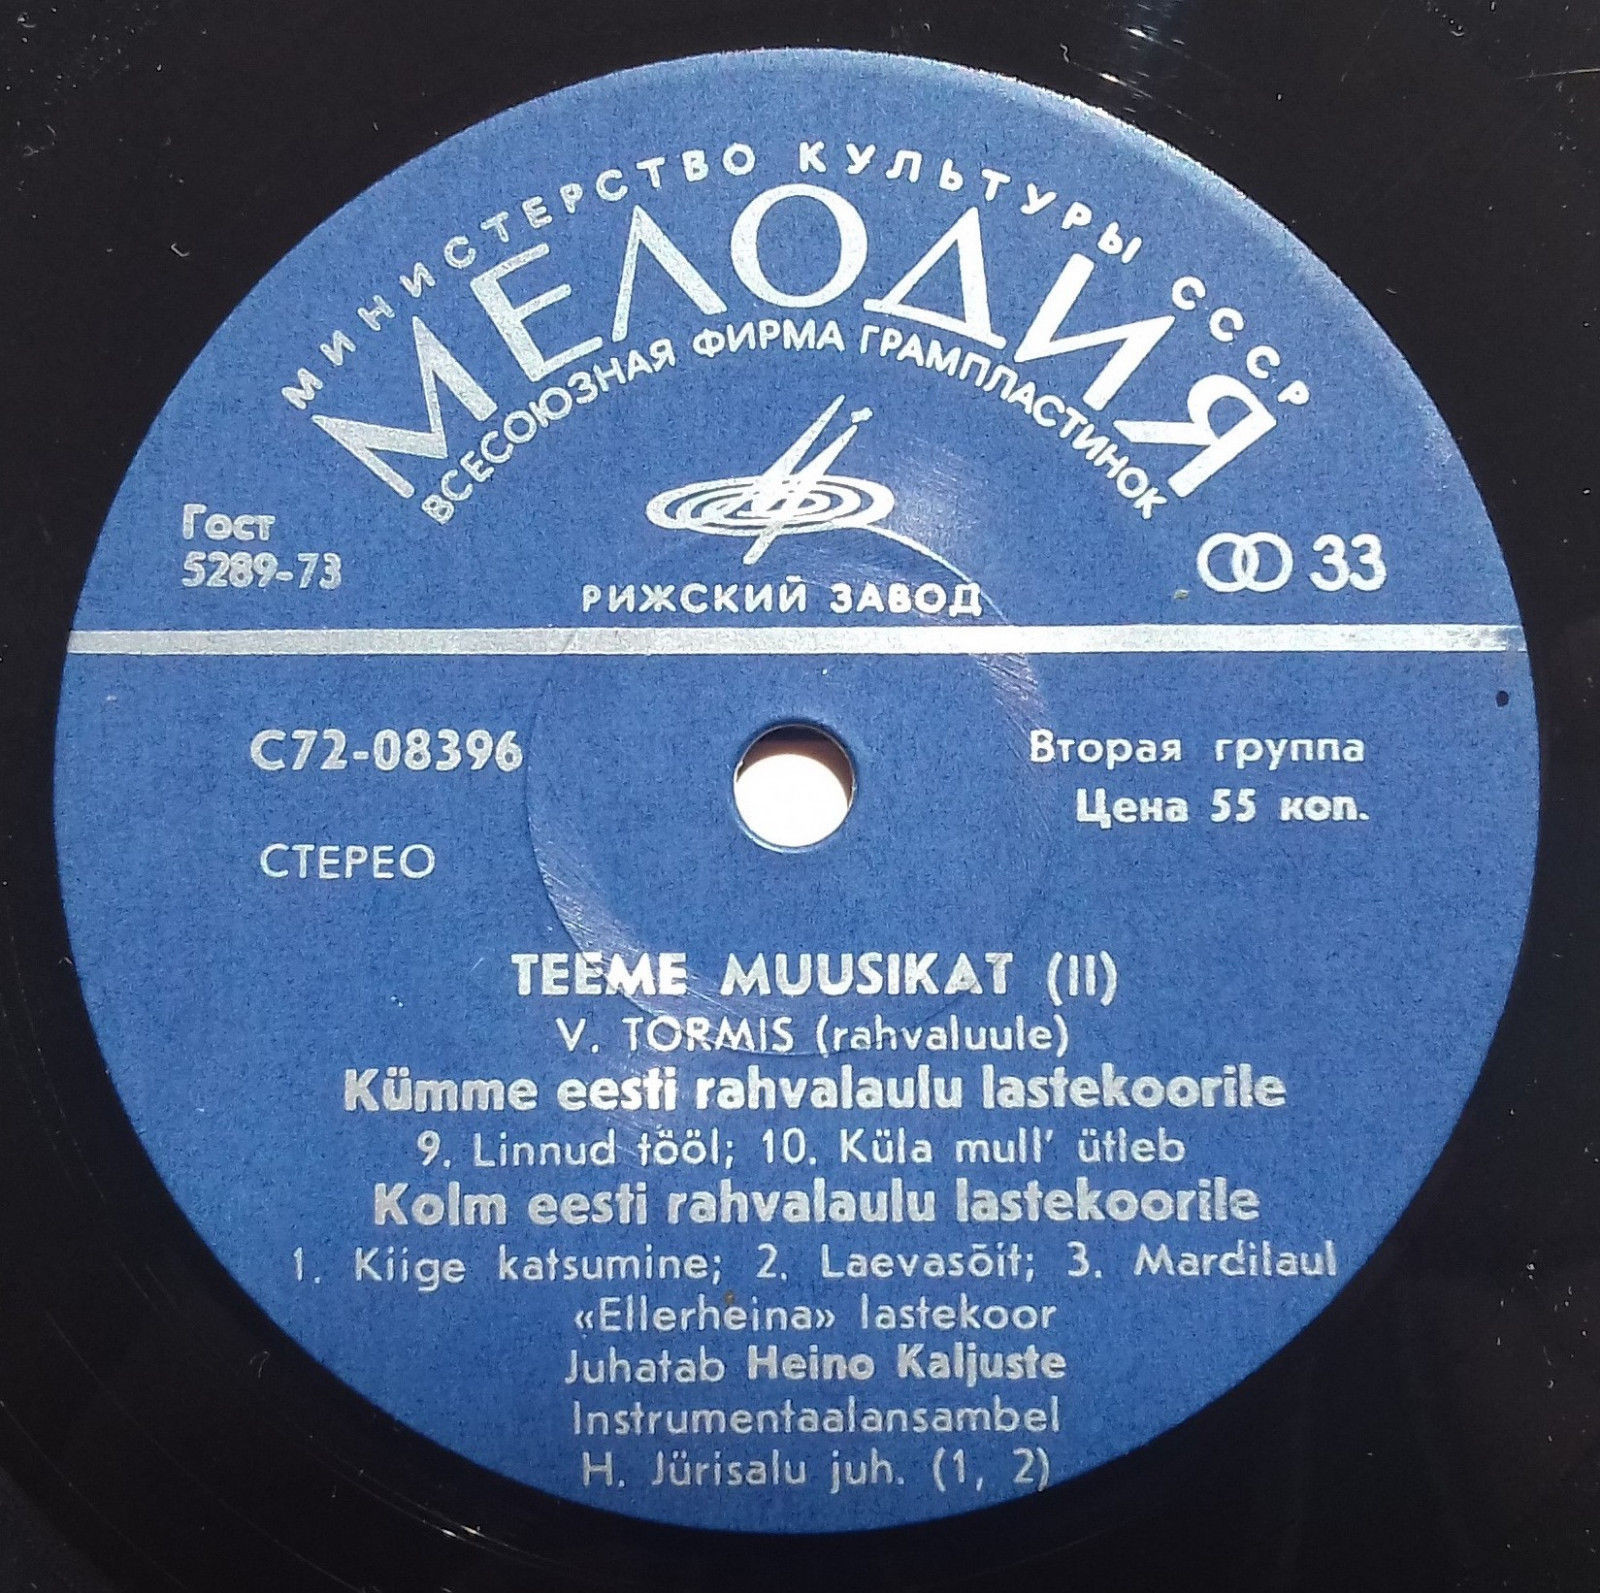 МИНИСТЕРСТВО КУЛЬТУРЫ СССР
МЕЛОДИЯ
ВСЕСОЮЗНАЯ ФИРМА ГРАМПЛАСТИНОК
Гост
5289-73
33
РИЖСКИЙ ЗАВОД
С72-08396
Вторая группа
Цена 55 коп.
СТЕРЕО
TEEME MUUSIKAT (II)
V. TORMIS (rahvaluule)
Kümme eesti rahvalaulu lastekoorile
9. Linnud tööl; 10. Küla mull' ütleb
Kolm eesti rahvalaulu lastekoorile
1. Kiige katsumine; 2. Laevasõit; 3. Mardilaul
«Ellerheina» lastekoor
Juhatab Heino Kaljuste
Instrumentaalansambel
H. Jürisalu juh. (1, 2)